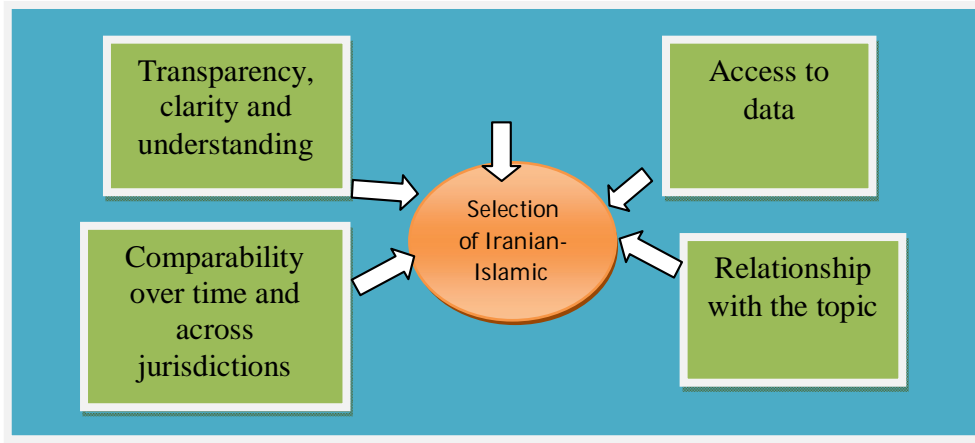 Transparency,
clarity and
understanding
Access to
data
Selection
of Iranian-
Islamic
Comparability
over time and
across
jurisdictions
Relationship
with the topic